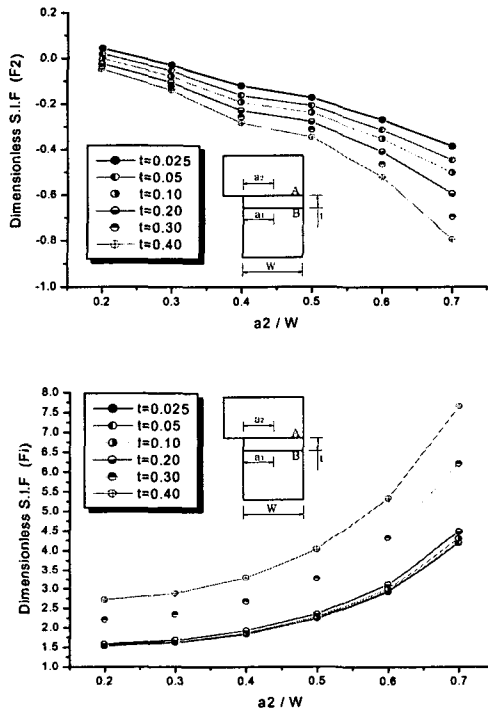 Dimensionless S.I.F (F2)
0.2
0.0
-0.2
-0.4
-0.6
-0.8
-1.0
t=0.025
t=0.05
t=0.10
t=0.20
t=0.30
t=0.40
a₂
A
B
t
a₁
W
0.2 0.3 0.4 0.5 0.6 0.7
a2 / W
Dimensionless S.I.F (Fi)
8.0
7.5
7.0
6.5
6.0
5.5
5.0
4.5
4.0
3.5
3.0
2.5
2.0
1.5
1.0
t=0.025
t=0.05
t=0.10
t=0.20
t=0.30
t=0.40
a₂
A
B
t
a₁
W
0.2 0.3 0.4 0.5 0.6 0.7
a2 / W